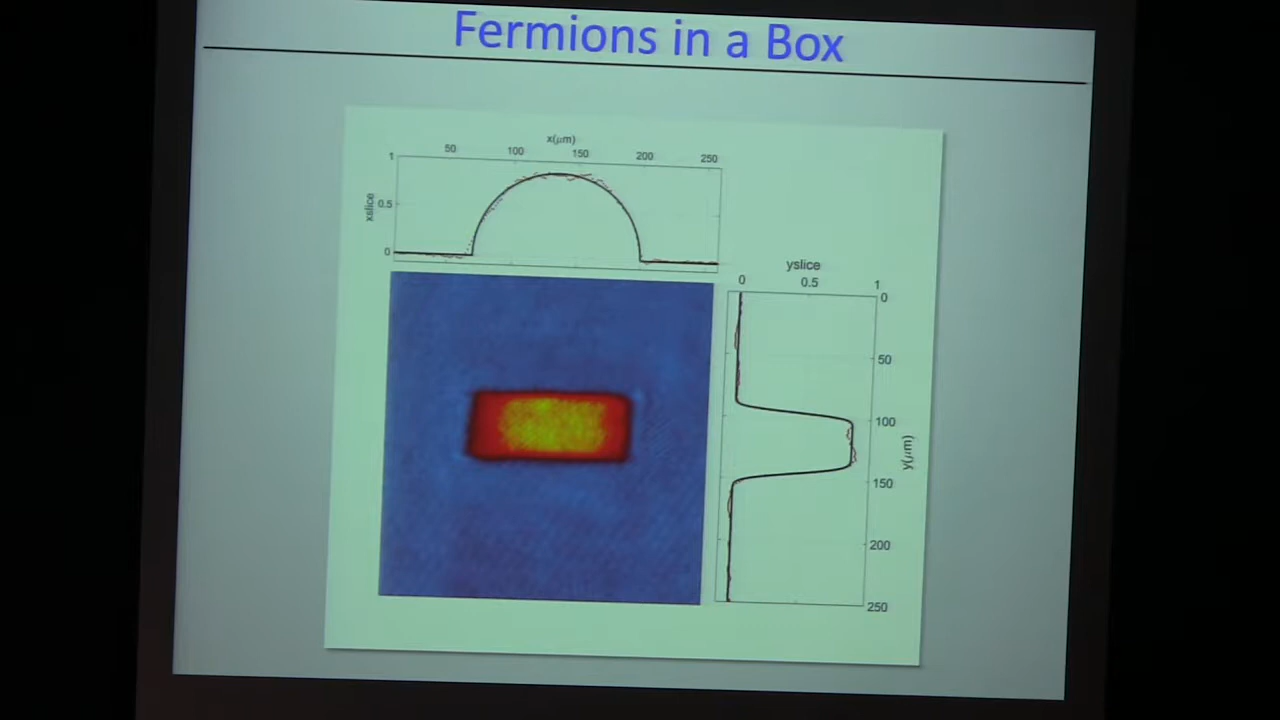 Fermions in a Box
x(μm)
50 100 150 200 250
1
xslice
0.5
0
yslice
0 0.5 1
0
50
100
y(μm)
150
200
250